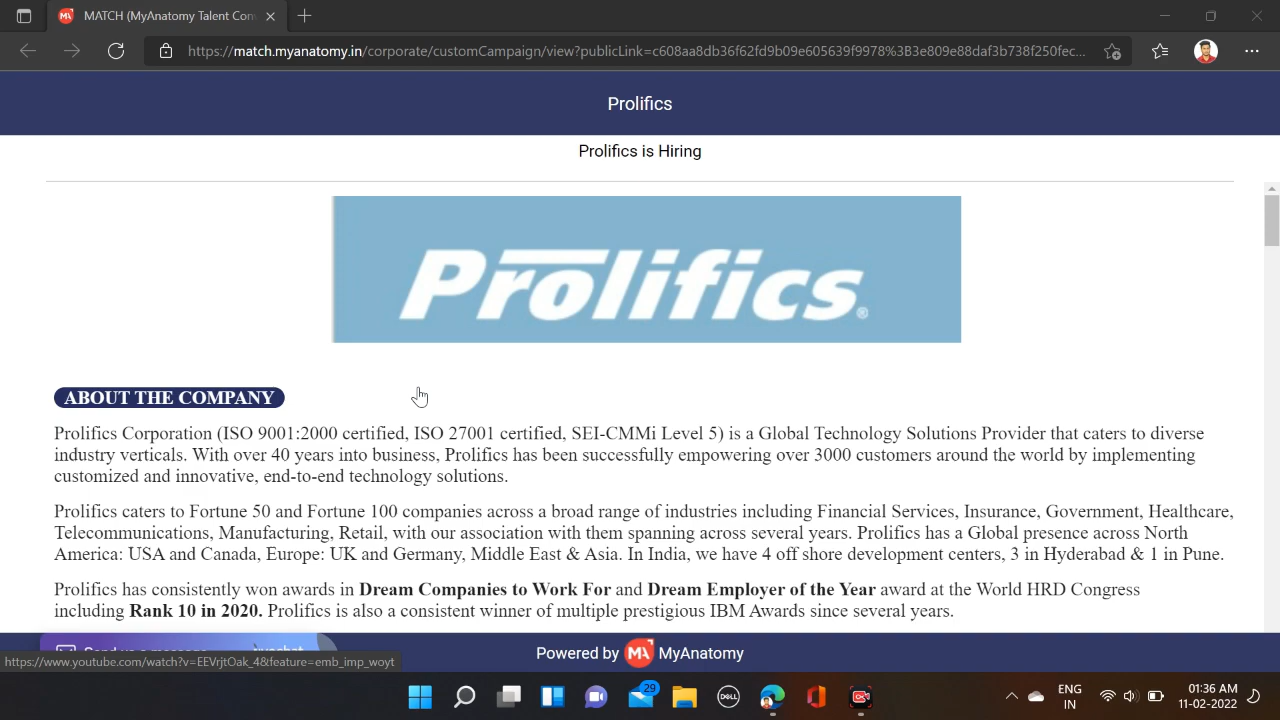 MATCH (MyAnatomy Talent Con
https://match.myanatomy.in/corporate/customCampaign/view?publicLink=c608aa8db36f62fd9b09e605639f9978%3B3e809e88daf3b738f250fec...
Prolifics
Prolifics is Hiring
Prolifics®
ABOUT THE COMPANY
Prolifics Corporation (ISO 9001:2000 certified, ISO 27001 certified, SEI-CMMi Level 5) is a Global Technology Solutions Provider that caters to diverse
industry verticals. With over 40 years into business, Prolifics has been successfully empowering over 3000 customers around the world by implementing
customized and innovative, end-to-end technology solutions.
Prolifics caters to Fortune 50 and Fortune 100 companies across a broad range of industries including Financial Services, Insurance, Government, Healthcare,
Telecommunications, Manufacturing, Retail, with our association with them spanning across several years. Prolifics has a Global presence across North
America: USA and Canada, Europe: UK and Germany, Middle East & Asia. In India, we have 4 off shore development centers, 3 in Hyderabad & 1 in Pune.
Prolifics has consistently won awards in Dream Companies to Work For and Dream Employer of the Year award at the World HRD Congress
including Rank 10 in 2020. Prolifics is also a consistent winner of multiple prestigious IBM Awards since several years.
Send us a message
Powered by MA MyAnatomy
https://www.youtube.com/watch?v=EEVrjtOak_4&feature=emb_imp_woyt
29
DELL
ENG
IN
01:36 AM
11-02-2022